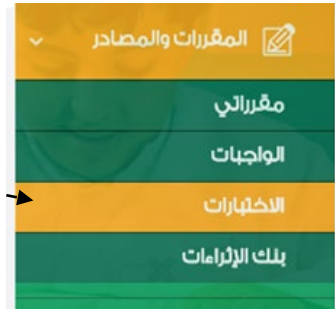 المقررات والمصادر
مقرراتي
الواجبات
الاختبارات
بنك الإثراءات